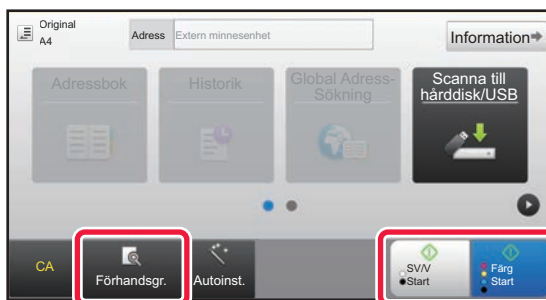 Original
A4
Adress
Extern minnesenhet
Information
Adressbok
Historik
Global Adress-
Sökning
Scanna till
hårddisk/USB
CA
Förhandsgr.
Autoinst.
SV/V
Start
Färg
Start